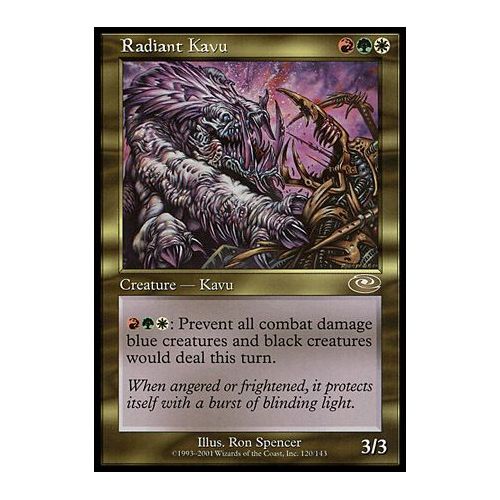 Radiant Kavu
Creature — Kavu
: Prevent all combat damage
blue creatures and black creatures
would deal this turn.
When angered or frightened, it protects
itself with a burst of blinding light.
Illus. Ron Spencer
©1993-2001 Wizards of the Coast, Inc. 120/143
3/3